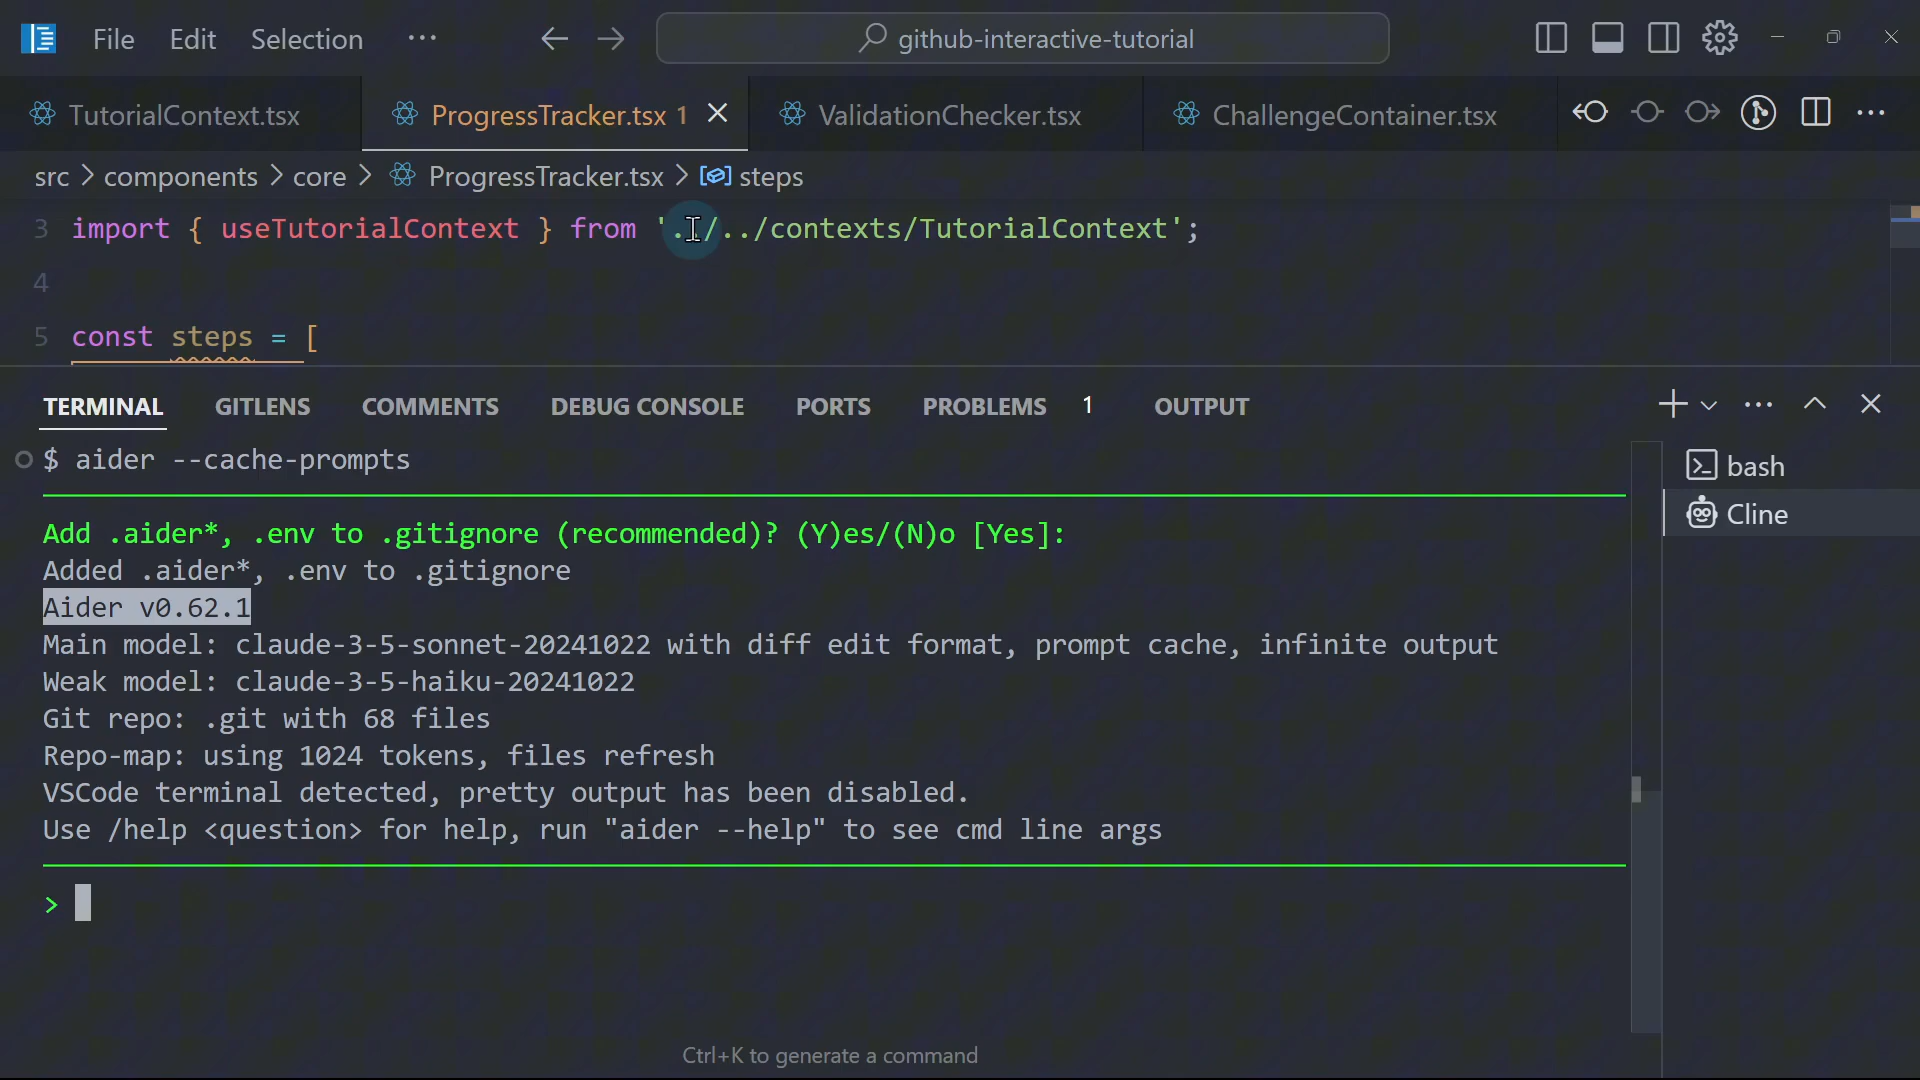 File Edit Selection ··· github-interactive-tutorial
TutorialContext.tsx ProgressTracker.tsx 1 ValidationChecker.tsx ChallengeContainer.tsx
src > components > core > ProgressTracker.tsx > steps
3 import { useTutorialContext } from '../../contexts/TutorialContext';
4
5 const steps = [
TERMINAL GITLENS COMMENTS DEBUG CONSOLE PORTS PROBLEMS 1 OUTPUT
$ aider --cache-prompts
bash
Cline
Add .aider*, .env to .gitignore (recommended)? (Y)es/(N)o [Yes]:
Added .aider*, .env to .gitignore
Aider v0.62.1
Main model: claude-3-5-sonnet-20241022 with diff edit format, prompt cache, infinite output
Weak model: claude-3-5-haiku-20241022
Git repo: .git with 68 files
Repo-map: using 1024 tokens, files refresh
VSCode terminal detected, pretty output has been disabled.
Use /help <question> for help, run "aider --help" to see cmd line args
>
Ctrl+K to generate a command